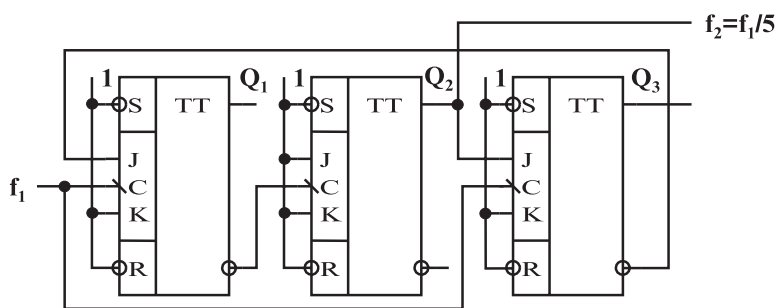 f₂=f₁/5
1 Q₁ 1 Q₂ 1 Q₃
S TT S TT S TT
J J J
f₁ C C C
K K K
R R R